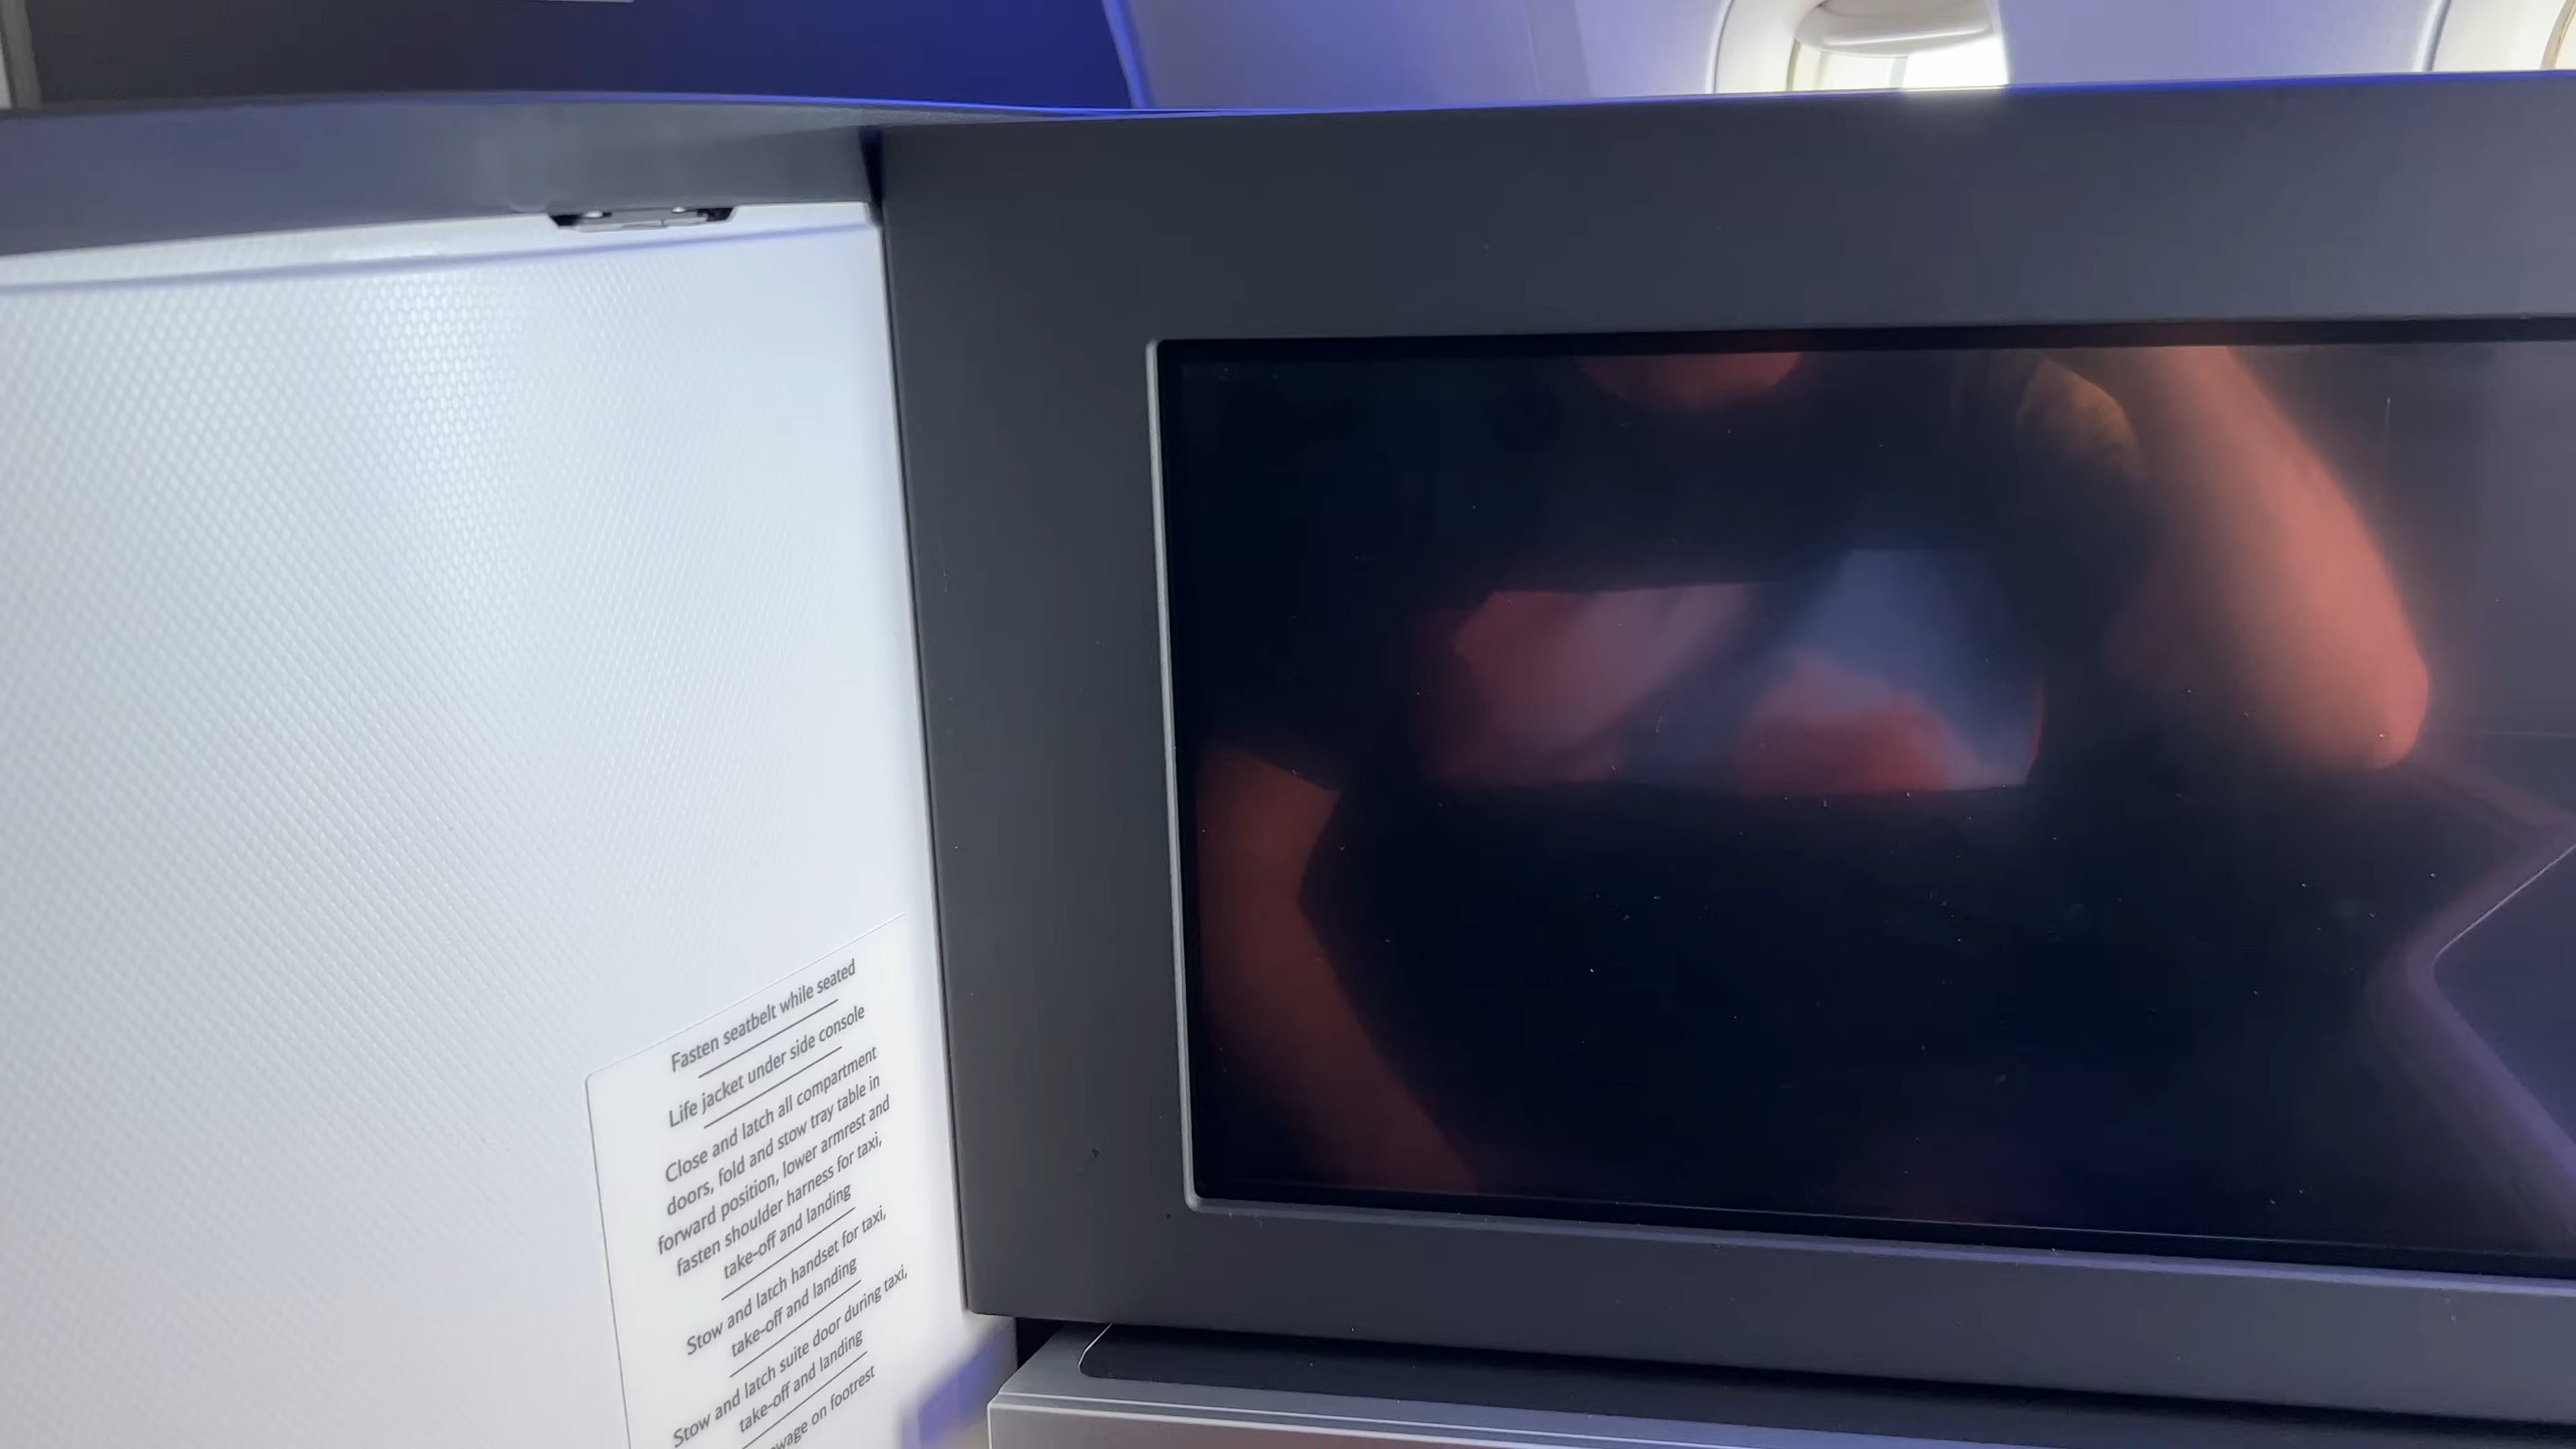 Fasten seatbelt while seated
Life jacket under side console
Close and latch all compartment
doors, fold and stow tray table in
forward position, lower armrest and
fasten shoulder harness for taxi,
take-off and landing
Stow and latch handset for taxi,
take-off and landing
Stow and latch suite door during taxi,
take-off and landing
on footrest